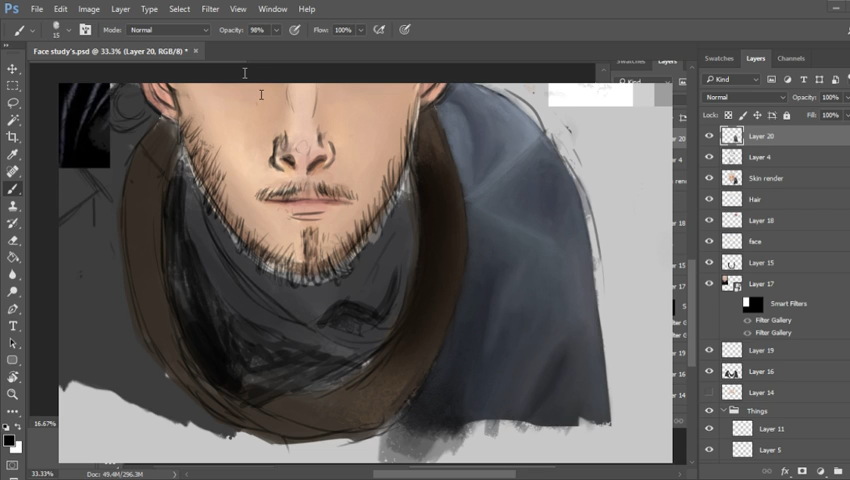 Ps File Edit Image Layer Type Select Filter View Window Help
15 Mode: Normal Opacity: 98% Flow: 100%
Face study's.psd @ 33.3% (Layer 20, RGB/8) * ×
Swatches Layers Channels
Kind
Normal Opacity: 100%
Lock: Fill: 100%
Layer 20
Layer 4
Skin render
Hair
Layer 18
face
Layer 15
Layer 17
Smart Filters
Filter Gallery
Filter Gallery
Layer 19
Layer 16
Layer 14
Things
Layer 11
Layer 5
16.67%
33.33% Doc: 49.4M/296.3M
fx